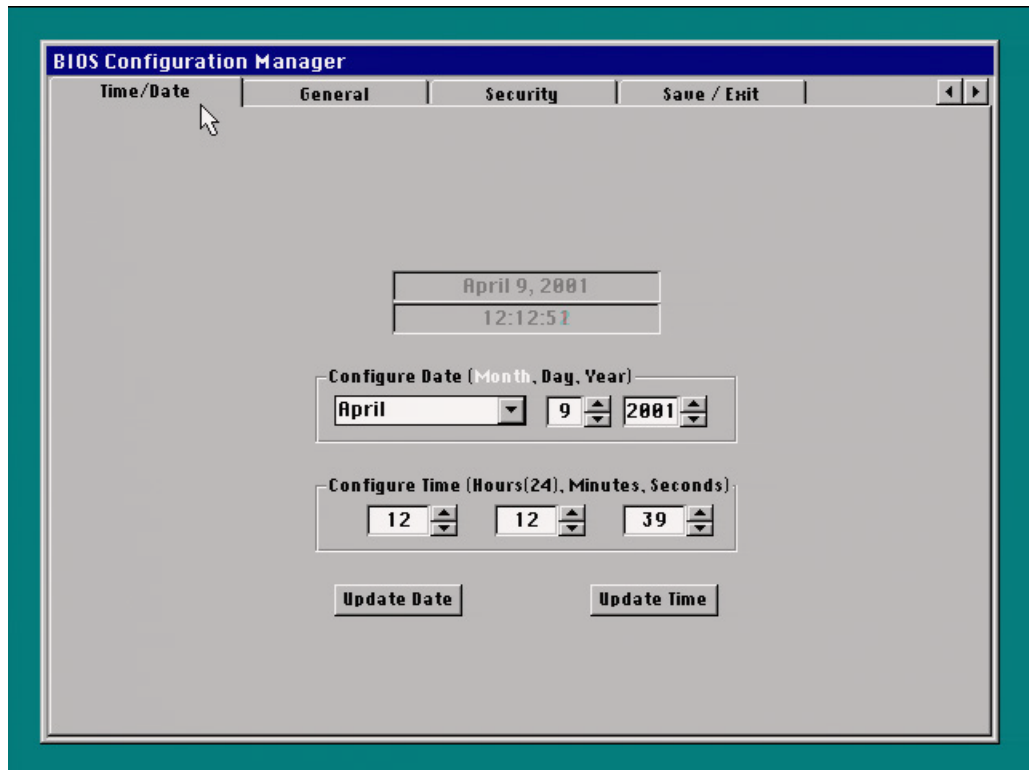 BIOS Configuration Manager
Time/Date General Security Save / Exit
April 9, 2001
12:12:51
Configure Date (Month, Day, Year)
April 9 2001
Configure Time (Hours(24), Minutes, Seconds)
12 12 39
Update Date Update Time